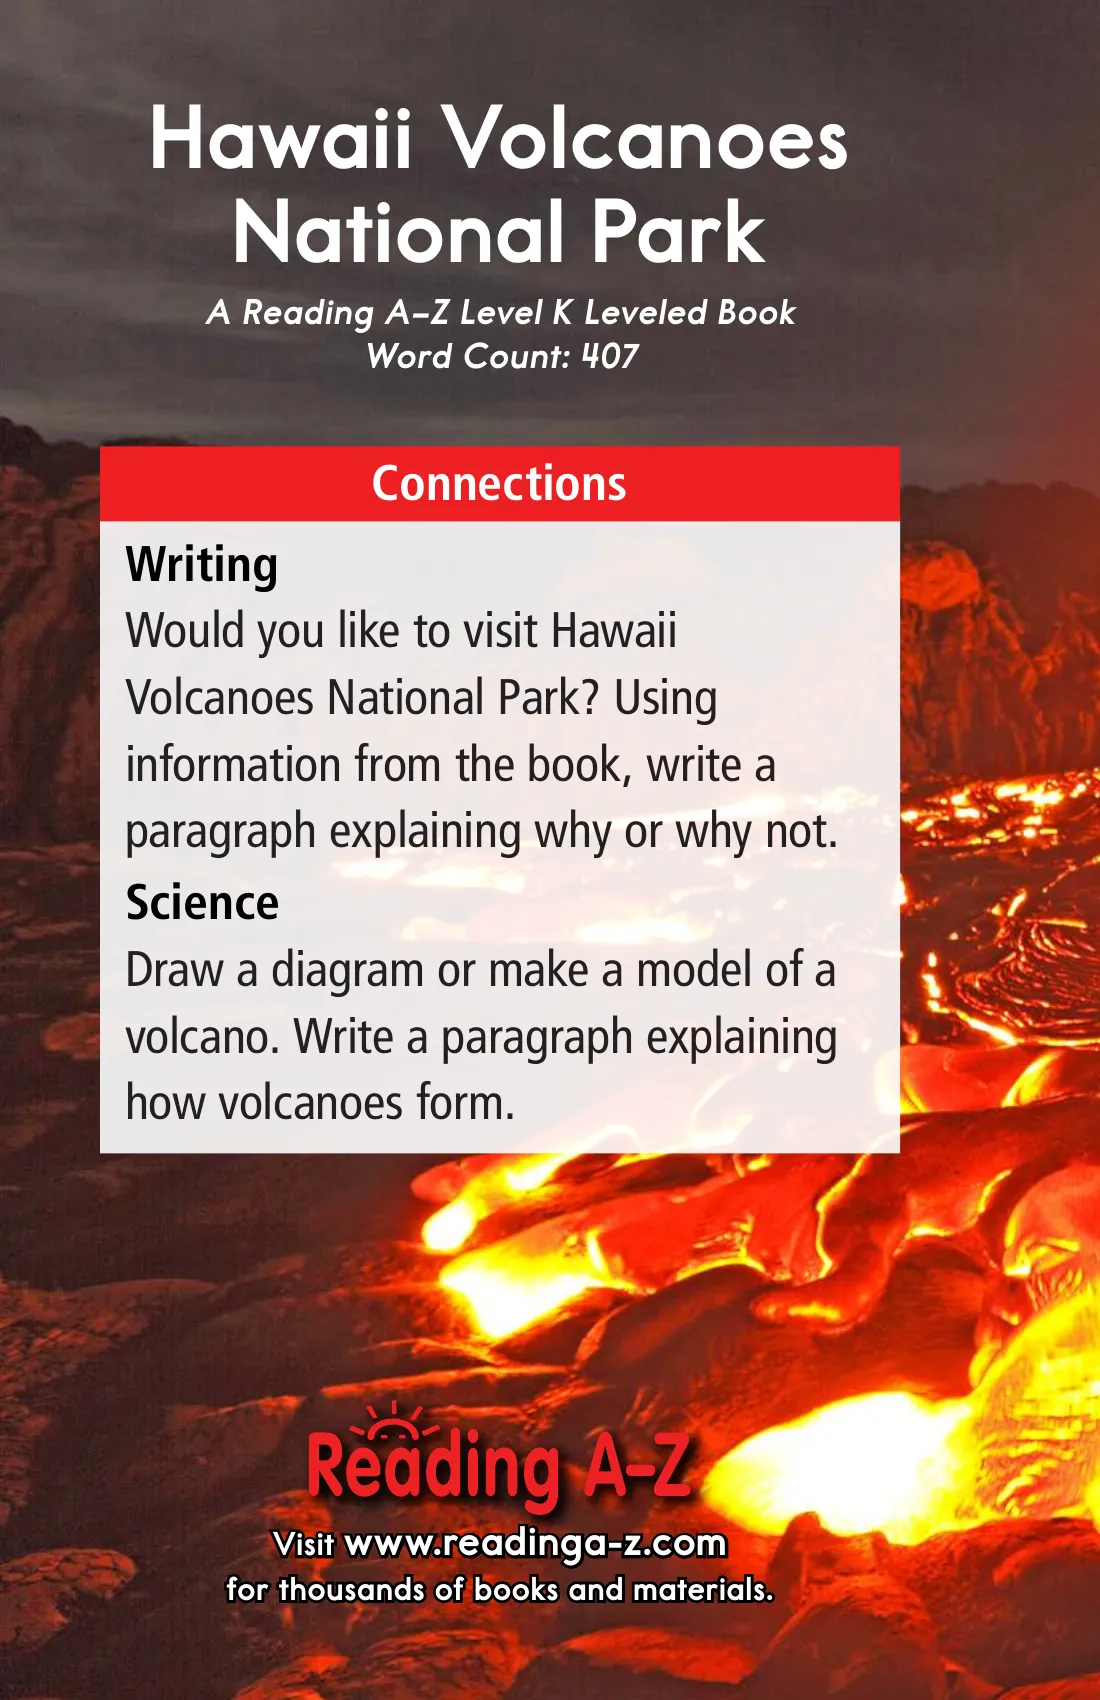 Hawaii Volcanoes
National Park
A Reading A–Z Level K Leveled Book
Word Count: 407
Connections
Writing
Would you like to visit Hawaii
Volcanoes National Park? Using
information from the book, write a
paragraph explaining why or why not.
Science
Draw a diagram or make a model of a
volcano. Write a paragraph explaining
how volcanoes form.
Reading A–Z
Visit www.readinga-z.com
for thousands of books and materials.